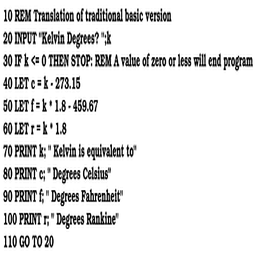 10 REM Translation of traditional basic version
20 INPUT "Kelvin Degrees? ";k
30 IF k <= 0 THEN STOP: REM A value of zero or less will end program
40 LET c = k - 273.15
50 LET f = k * 1.8 - 459.67
60 LET r = k * 1.8
70 PRINT k; " Kelvin is equivalent to"
80 PRINT c; " Degrees Celsius"
90 PRINT f; " Degrees Fahrenheit"
100 PRINT r; " Degrees Rankine"
110 GO TO 20